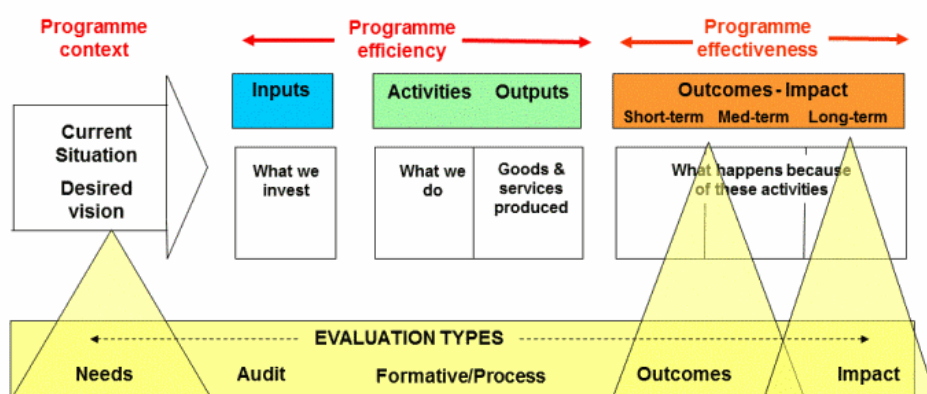 Programme
context
Programme
efficiency
Programme
effectiveness
Inputs
Activities Outputs
Outcomes - Impact
Short-term Med-term Long-term
Current
Situation
Desired
vision
What we
invest
What we
do
Goods &
services
produced
What happens because
of these activities
EVALUATION TYPES
Needs Audit Formative/Process Outcomes Impact